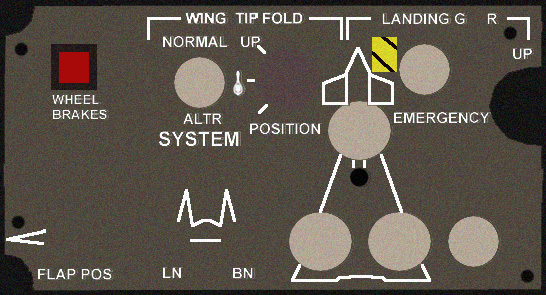 WING TIP FOLD
LANDING G R
NORMAL UP
UP
WHEEL
BRAKES
ALTR
SYSTEM
POSITION
EMERGENCY
FLAP POS
LN
BN